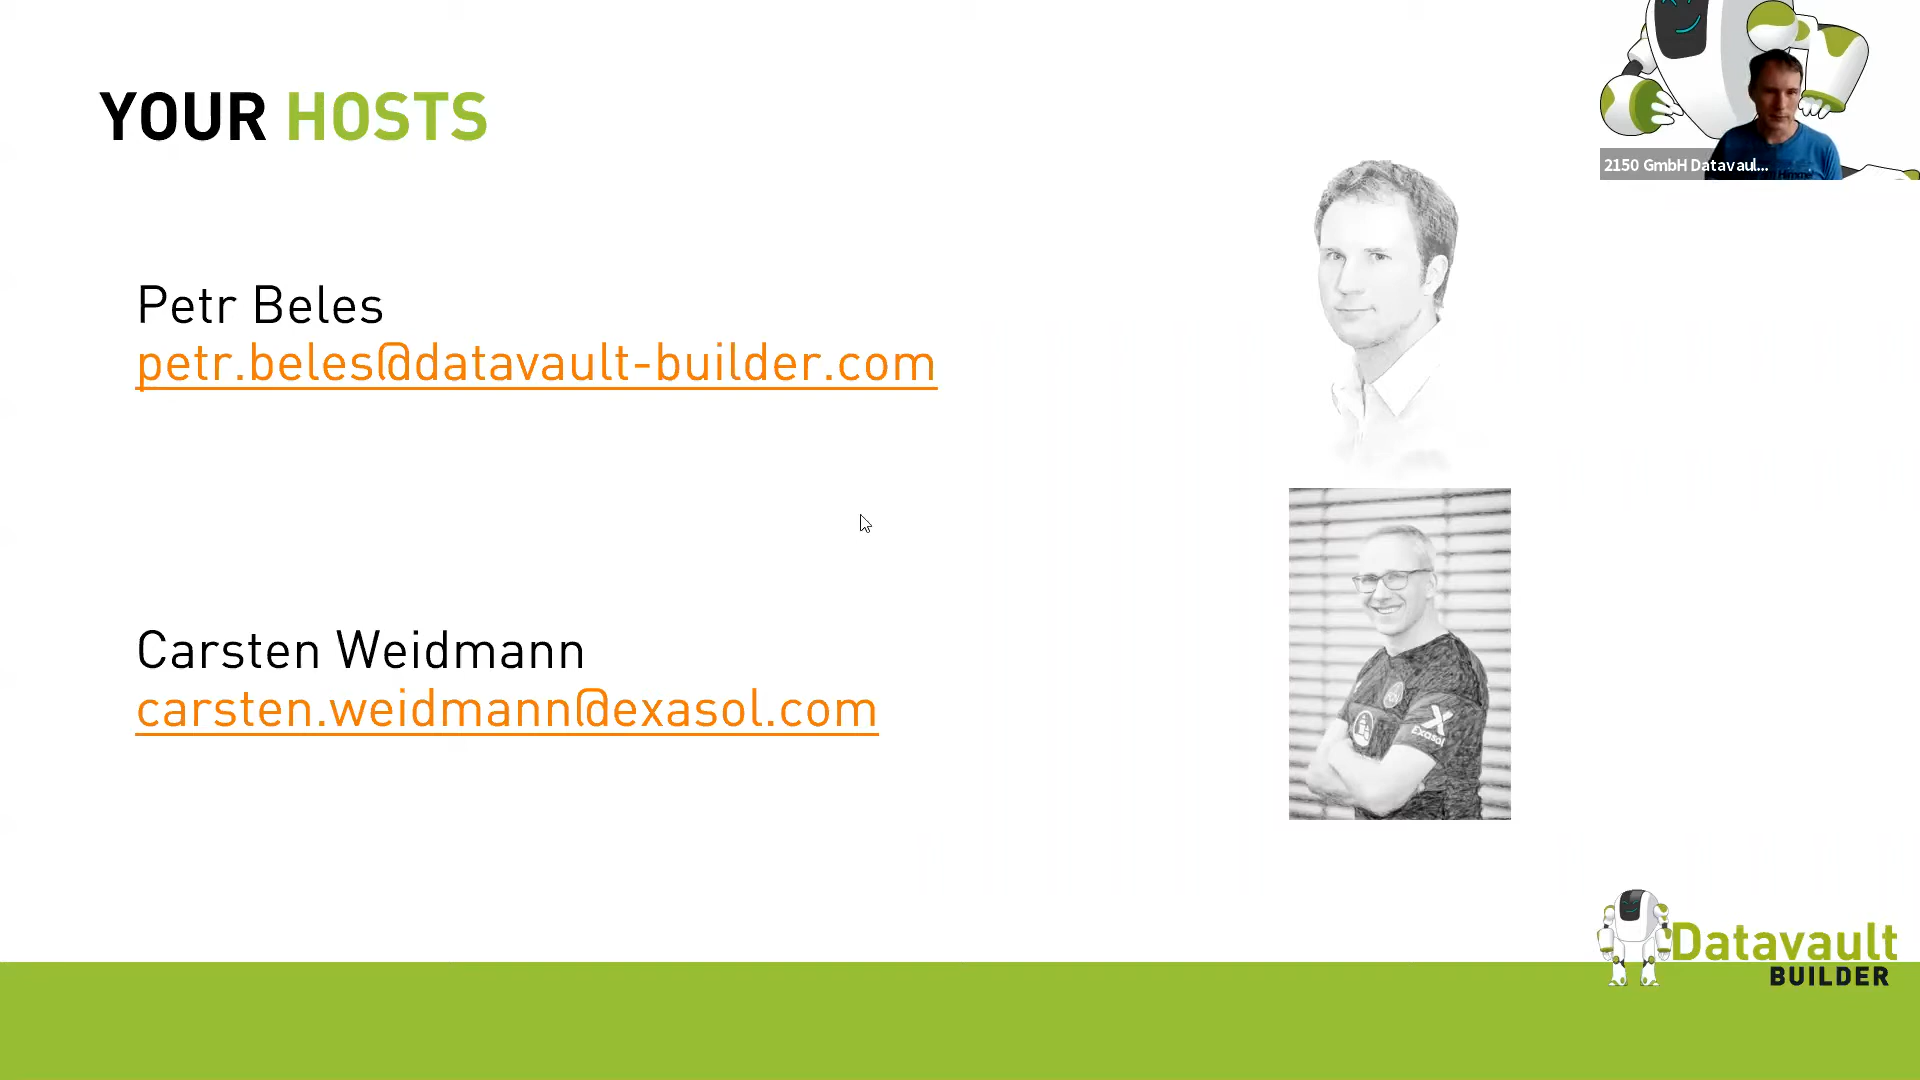 YOUR HOSTS
2150 GmbH Datavaul...
Petr Beles
petr.beles@datavault-builder.com
Carsten Weidmann
carsten.weidmann@exasol.com
Exasol
Datavault
BUILDER